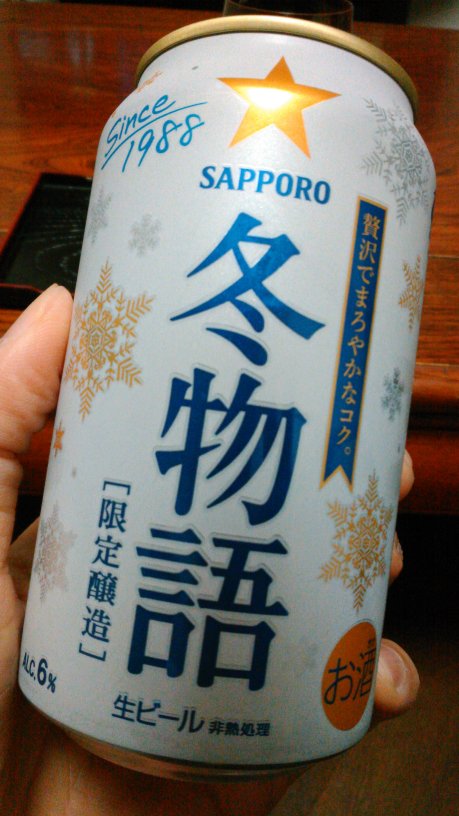 Since
1988
SAPPORO
冬物語
贅沢でまろやかなコク。
[限定醸造]
ALC.6%
お酒
生ビール 非熱処理